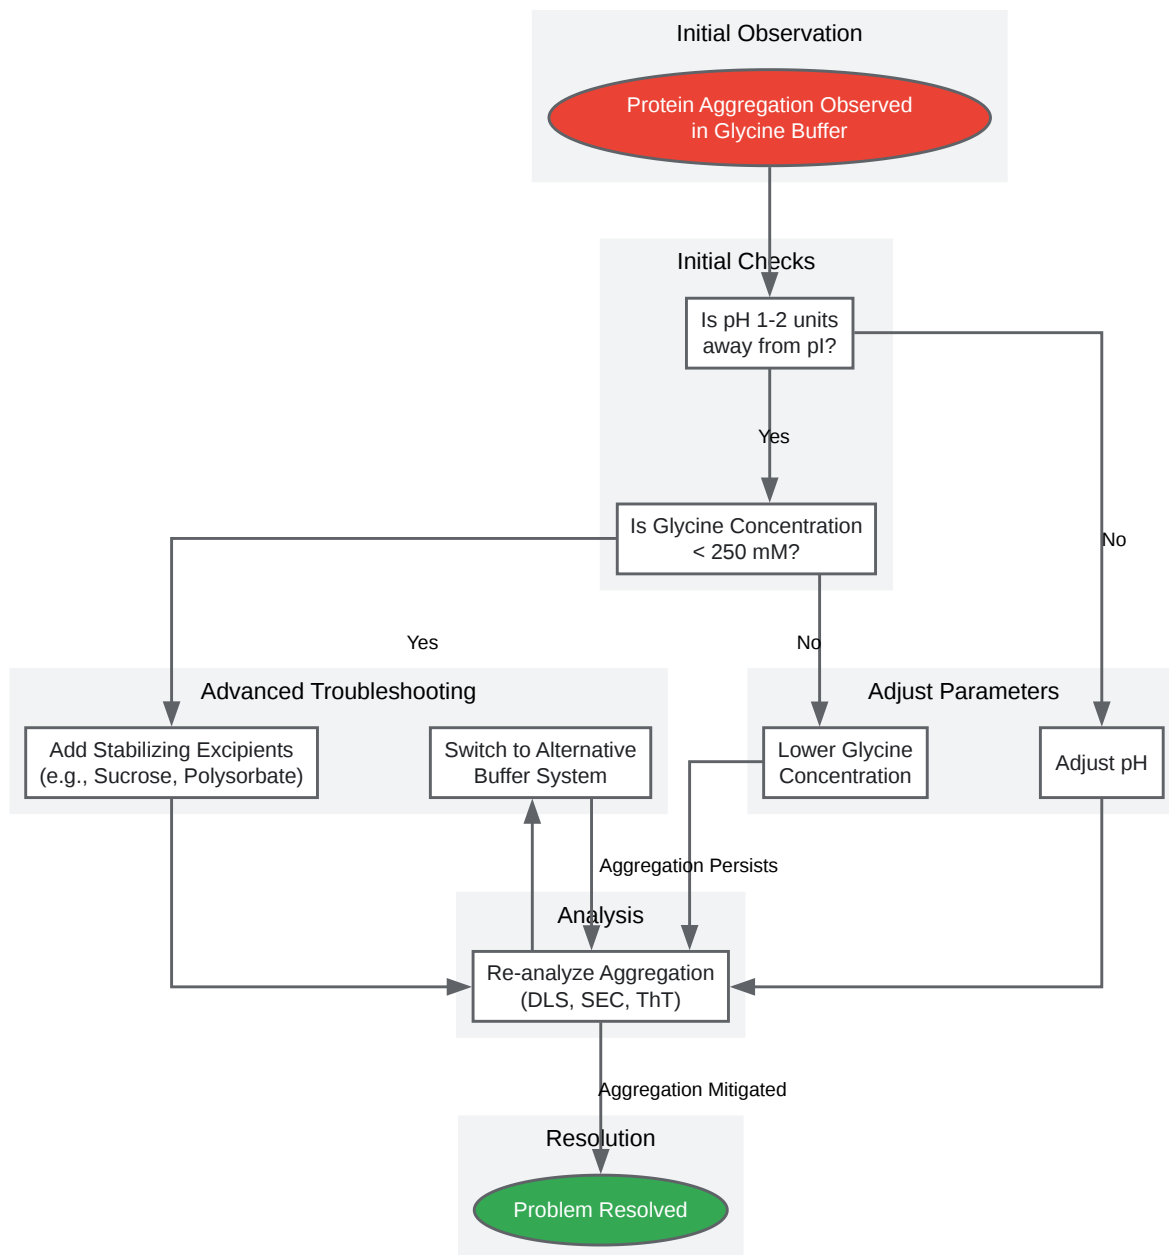 Initial Observation
Protein Aggregation Observed
in Glycine Buffer
Initial Checks
Is pH 1-2 units
away from pI?
Yes
Is Glycine Concentration
< 250 mM?
No
Yes
No
Advanced Troubleshooting
Adjust Parameters
Add Stabilizing Excipients
(e.g., Sucrose, Polysorbate)
Switch to Alternative
Buffer System
Lower Glycine
Concentration
Adjust pH
Aggregation Persists
Analysis
Re-analyze Aggregation
(DLS, SEC, ThT)
Aggregation Mitigated
Resolution
Problem Resolved